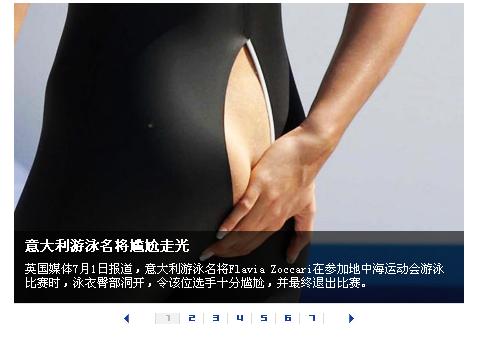 意大利游泳名将尴尬走光
英国媒体7月1日报道，意大利游泳名将Flavia Zoccari在参加地中海运动会游泳
比赛时，泳衣臀部洞开，令该位选手十分尴尬，并最终退出比赛。
1 2 3 4 5 6 7